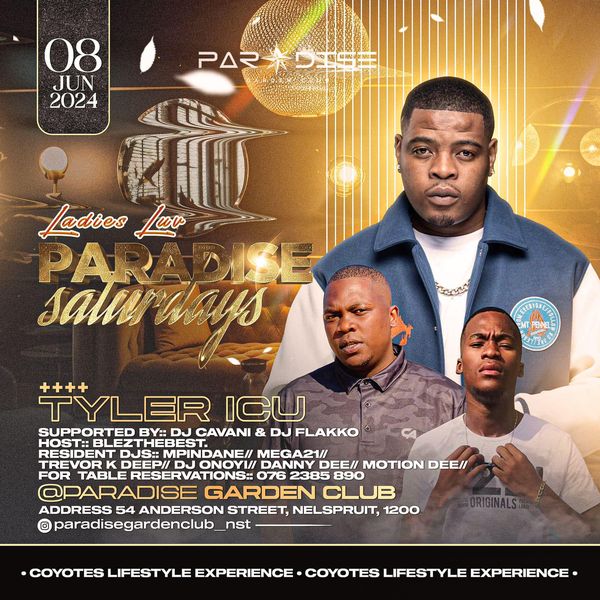 08
JUN
2024
PARADISE
Ladies Luv
PARADISE
saturdays
++++
TYLER ICU
SUPPORTED BY:: DJ CAVANI & DJ FLAKKO
HOST:: BLEZTHEBEST.
RESIDENT DJS:: MPINDANE// MEGA21//
TREVOR K DEEP// DJ ONOYI// DANNY DEE// MOTION DEE//
FOR TABLE RESERVATIONS:: 076 2385 890
@PARADISE GARDEN CLUB
ADDRESS 54 ANDERSON STREET, NELSPRUIT, 1200
paradisegardenclub_nst
ORIGINALS
• COYOTES LIFESTYLE EXPERIENCE • COYOTES LIFESTYLE EXPERIENCE •